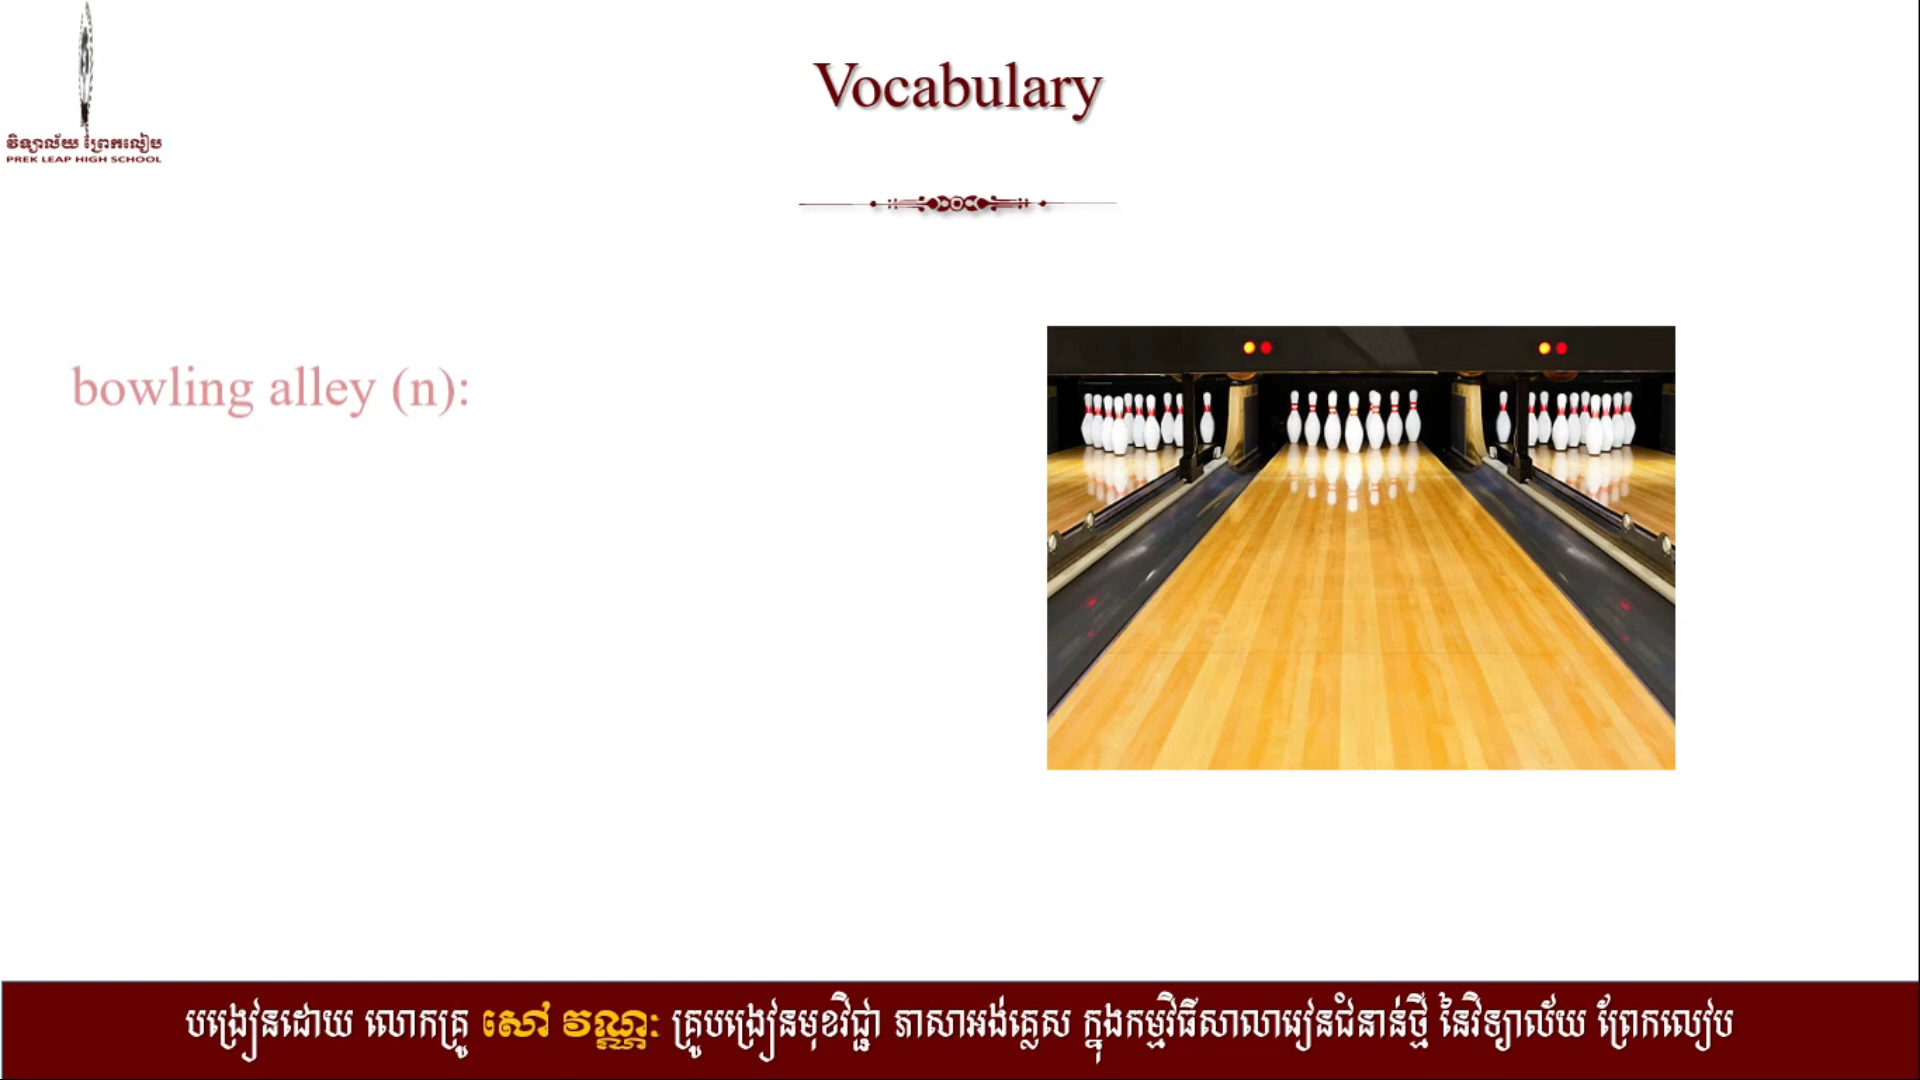 Vocabulary
វិទ្យាល័យ ព្រែកលៀប
PREK LEAP HIGH SCHOOL
bowling alley (n):
បង្រៀនដោយ លោកគ្រូ សៅ វណ្ណៈ គ្រូបង្រៀនមុខវិជ្ជា ភាសាអង់គ្លេស ក្នុងកម្មវិធីសាលារៀនជំនាន់ថ្មី នៃវិទ្យាល័យ ព្រែកលៀប